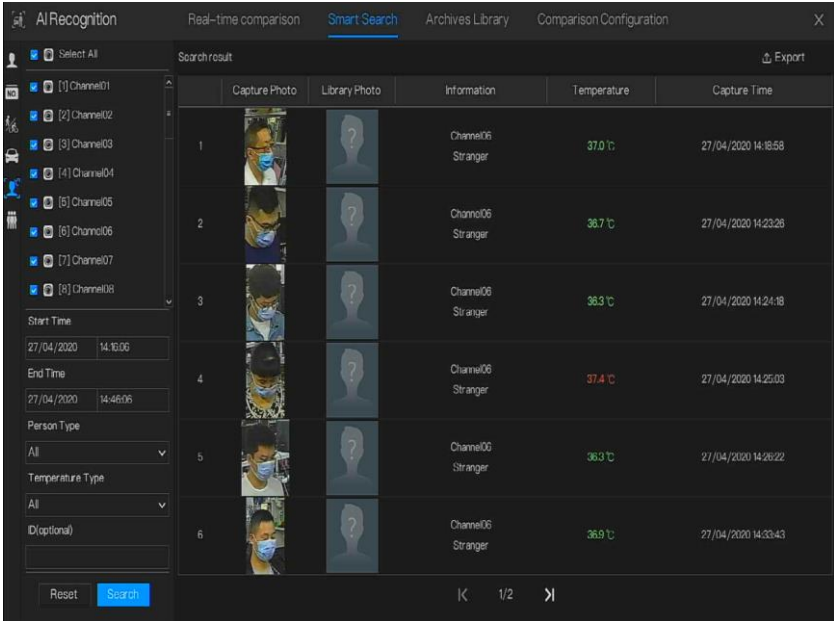 AI Recognition
Real-time comparison
Smart Search
Archives Library
Comparison Configuration
X
Select All
Search result
Export
[1] Channel01
[2] Channel02
[3] Channel03
[4] Channel04
[5] Channel05
[6] Channel06
[7] Channel07
[8] Channel08
Start Time
27/04/2020
End Time
27/04/2020 14:46:06
Person Type
All
Temperature Type
All
ID(optional)
Reset
Search
Capture Photo Library Photo Information Temperature Capture Time
1 Channel06 37.0 ℃ 27/04/2020 14:18:58
Stranger
2 Channel06 36.7 ℃ 27/04/2020 14:23:26
Stranger
3 Channel06 36.3 ℃ 27/04/2020 14:24:18
Stranger
4 Channel06 37.4 ℃ 27/04/2020 14:25:03
Stranger
5 Channel06 36.3 ℃ 27/04/2020 14:26:22
Stranger
6 Channel06 36.9 ℃ 27/04/2020 14:33:43
Stranger
1/2